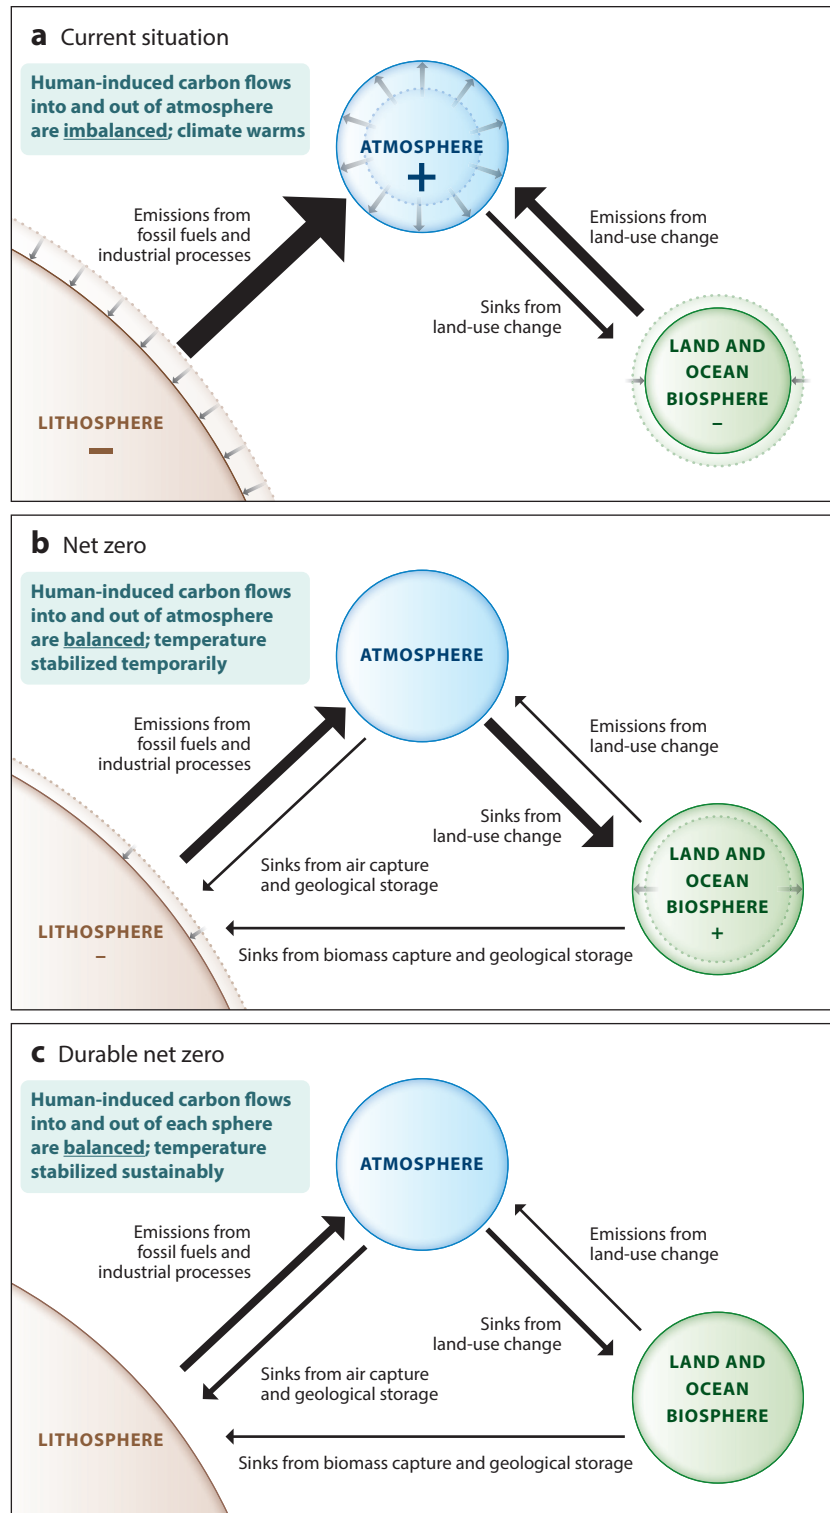 a Current situation
Human-induced carbon flows
into and out of atmosphere
are imbalanced; climate warms
ATMOSPHERE
+
Emissions from
fossil fuels and
industrial processes
Emissions from
land-use change
Sinks from
land-use change
LAND AND
OCEAN
BIOSPHERE
–
LITHOSPHERE
–
b Net zero
Human-induced carbon flows
into and out of atmosphere
are balanced; temperature
stabilized temporarily
ATMOSPHERE
Emissions from
fossil fuels and
industrial processes
Emissions from
land-use change
Sinks from
land-use change
Sinks from air capture
and geological storage
LAND AND
OCEAN
BIOSPHERE
+
LITHOSPHERE
–
Sinks from biomass capture and geological storage
c Durable net zero
Human-induced carbon flows
into and out of each sphere
are balanced; temperature
stabilized sustainably
ATMOSPHERE
Emissions from
fossil fuels and
industrial processes
Emissions from
land-use change
Sinks from
land-use change
Sinks from air capture
and geological storage
LAND AND
OCEAN
BIOSPHERE
LITHOSPHERE
Sinks from biomass capture and geological storage